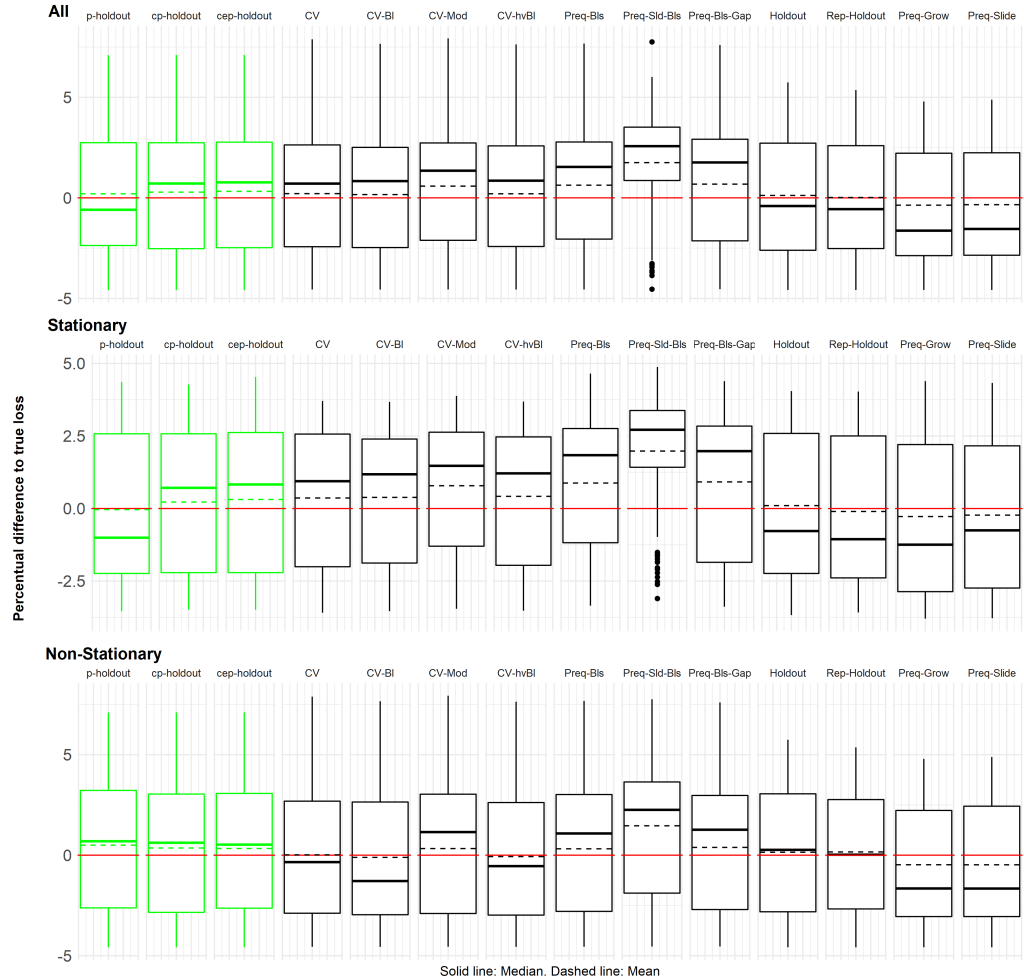 All
p-holdout cp-holdout cep-holdout CV CV-Bl CV-Mod CV-hvBl Preq-Bls Preq-Sld-Bls Preq-Bls-Gap Holdout Rep-Holdout Preq-Grow Preq-Slide
5
0
-5
Stationary
p-holdout cp-holdout cep-holdout CV CV-Bl CV-Mod CV-hvBl Preq-Bls Preq-Sld-Bls Preq-Bls-Gap Holdout Rep-Holdout Preq-Grow Preq-Slide
5.0
2.5
0.0
-2.5
Percentual difference to true loss
Non-Stationary
p-holdout cp-holdout cep-holdout CV CV-Bl CV-Mod CV-hvBl Preq-Bls Preq-Sld-Bls Preq-Bls-Gap Holdout Rep-Holdout Preq-Grow Preq-Slide
5
0
-5
Solid line: Median. Dashed line: Mean